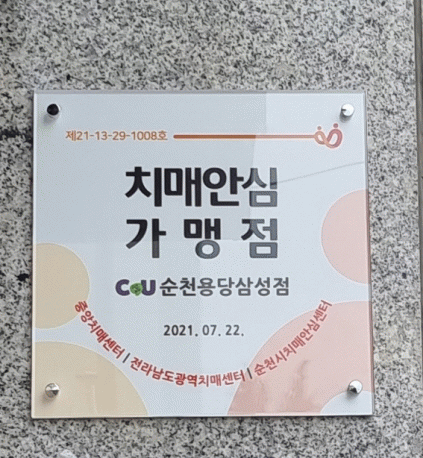 제21-13-29-1008호
치매안심
가맹점
CU 순천용당삼성점
2021. 07. 22.
중앙치매센터 | 전라남도광역치매센터 | 순천시치매안심센터